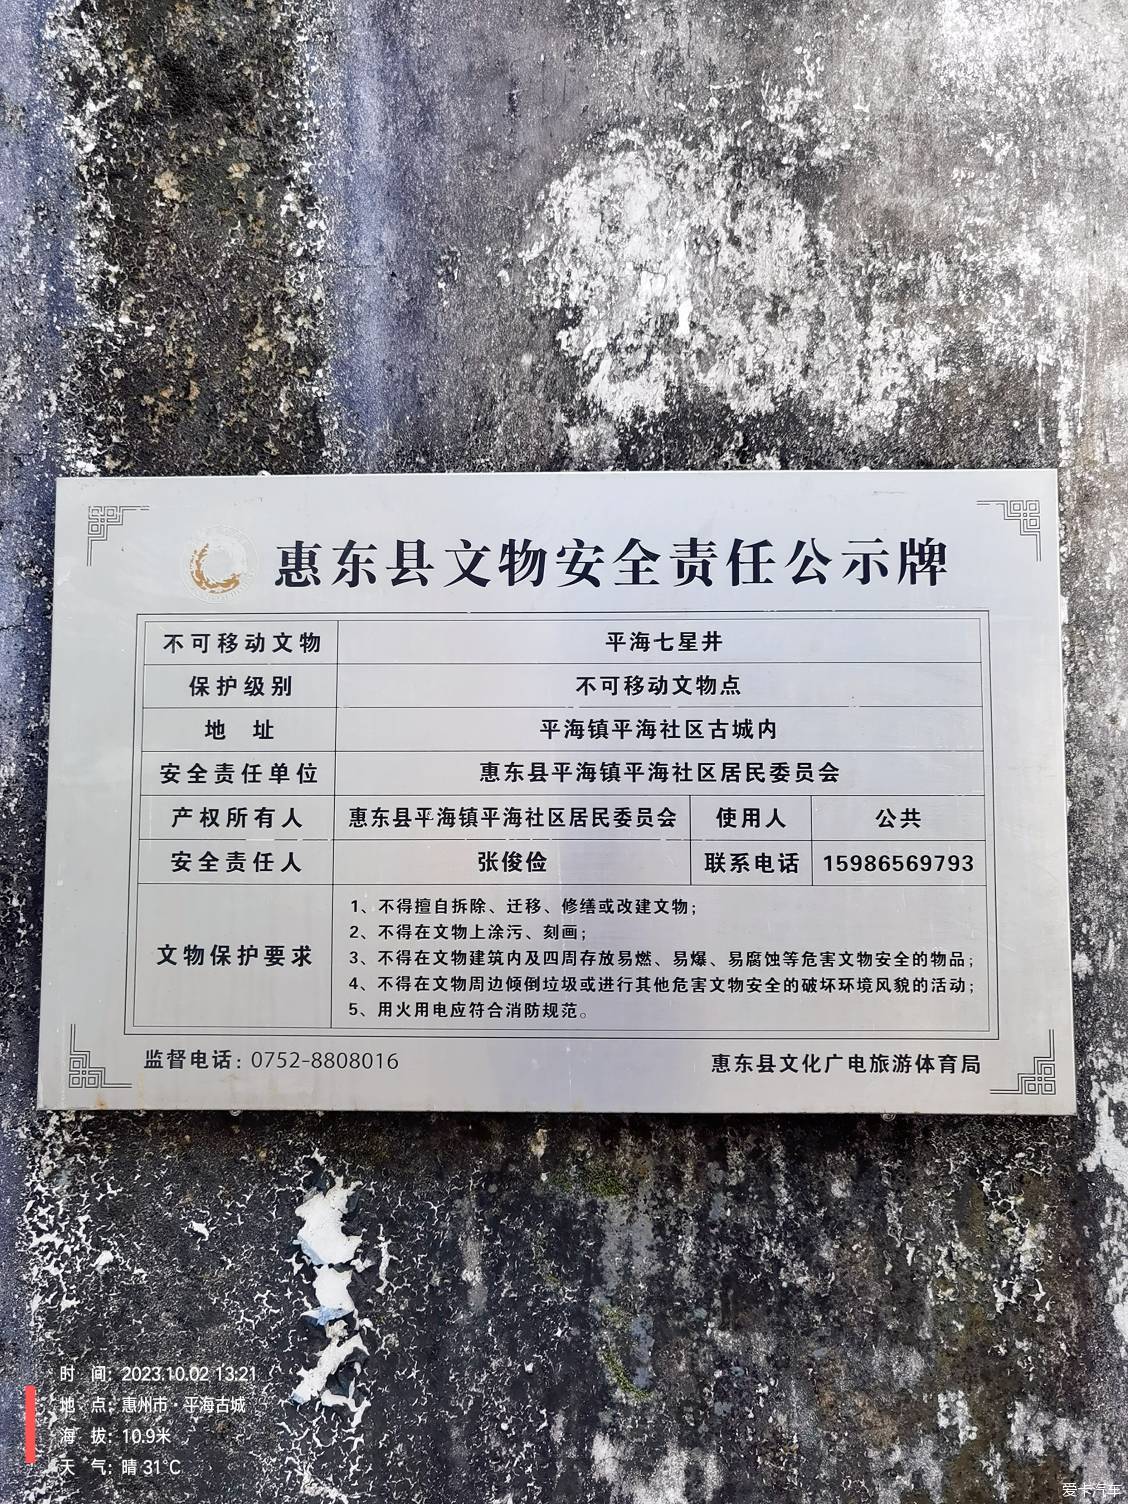 惠东县文物安全责任公示牌
不可移动文物 平海七星井
保护级别 不可移动文物点
地 址 平海镇平海社区古城内
安全责任单位 惠东县平海镇平海社区居民委员会
产权所有人 惠东县平海镇平海社区居民委员会 使用人 公共
安全责任人 张俊俭 联系电话 15986569793
文物保护要求
1、不得擅自拆除、迁移、修缮或改建文物；
2、不得在文物上涂污、刻画；
3、不得在文物建筑内及四周存放易燃、易爆、易腐蚀等危害文物安全的物品；
4、不得在文物周边倾倒垃圾或进行其他危害文物安全的破坏环境风貌的活动；
5、用火用电应符合消防规范。
监督电话：0752-8808016 惠东县文化广电旅游体育局
时 间：2023.10.02 13:21
地 点：惠州市·平海古城
海 拔：10.9米
天 气：晴 31℃
爱卡汽车